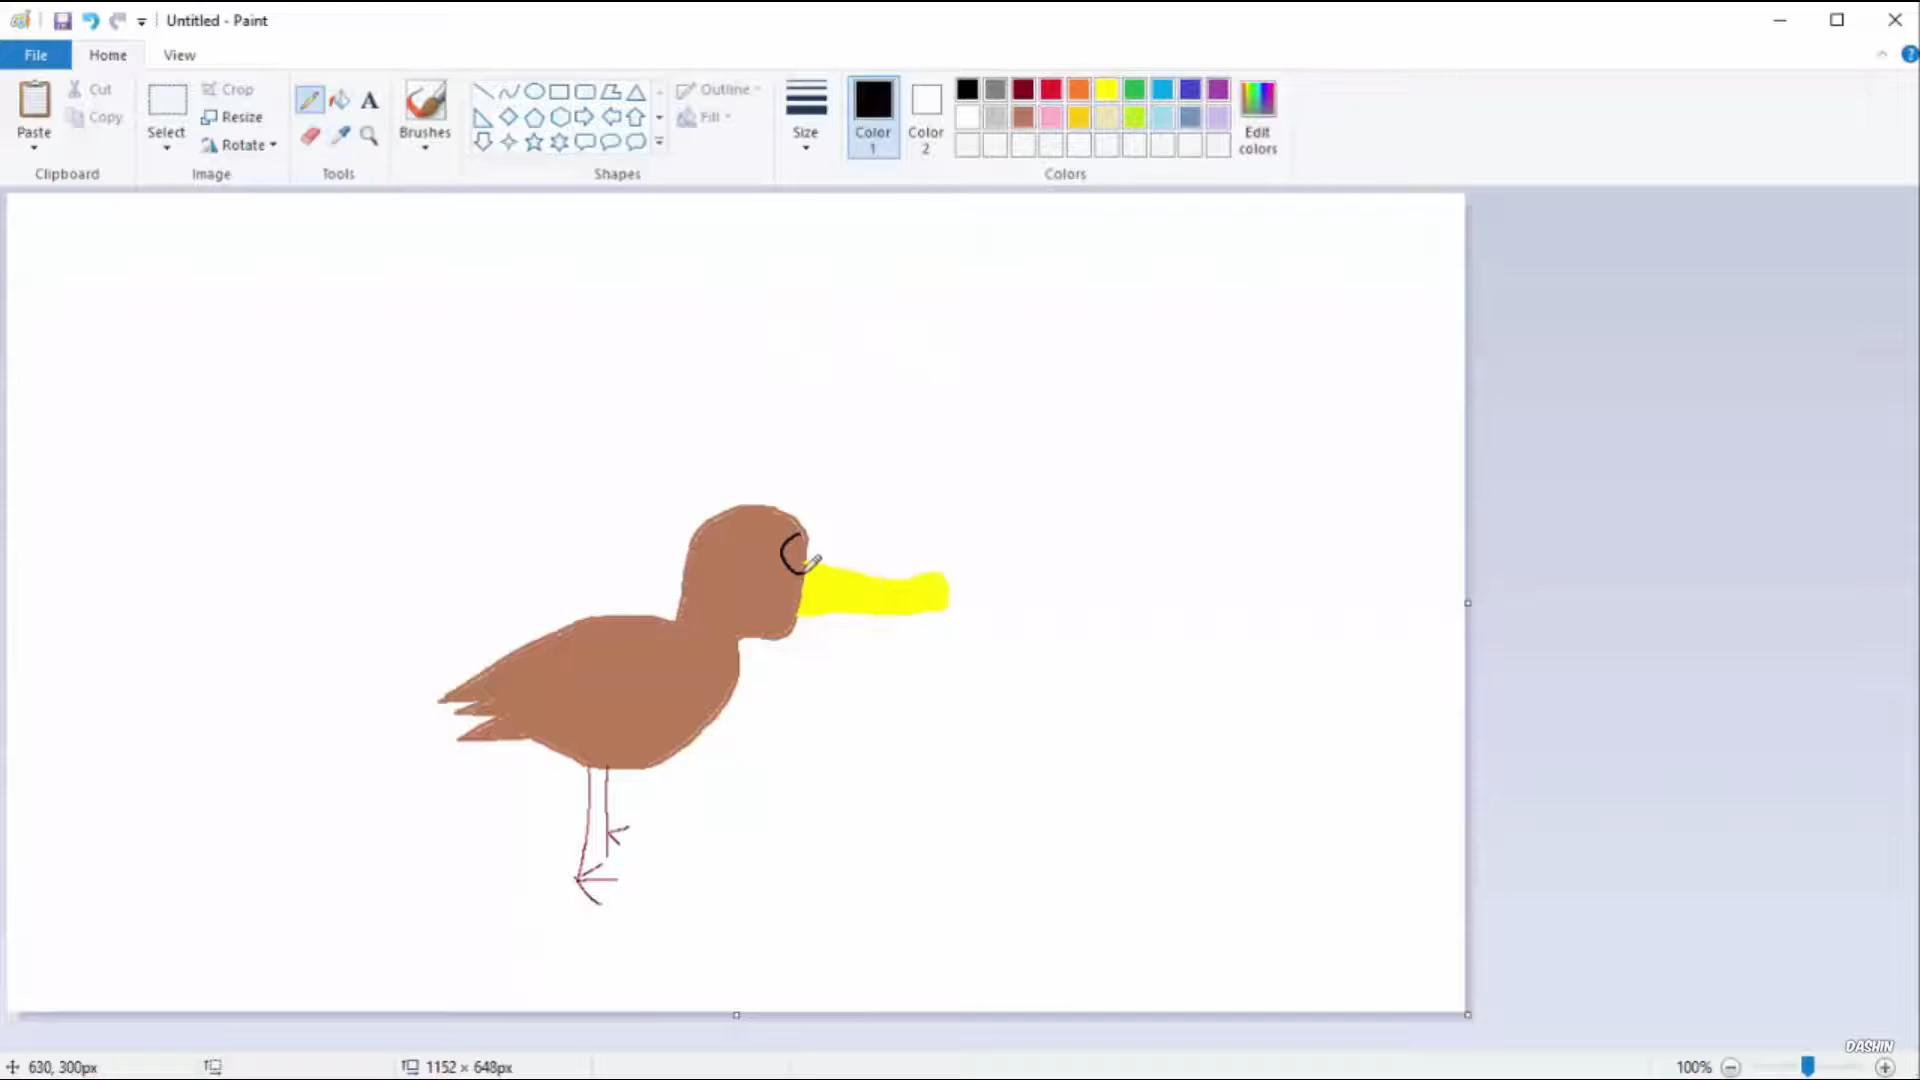 Untitled - Paint
File Home View
Cut Crop Outline
Copy Resize Fill
Paste Select Rotate Brushes Size Color 1 Color 2 Edit colors
A
Clipboard Image Tools Shapes Colors
630, 300px 1152 × 648px 100%
DASHIN